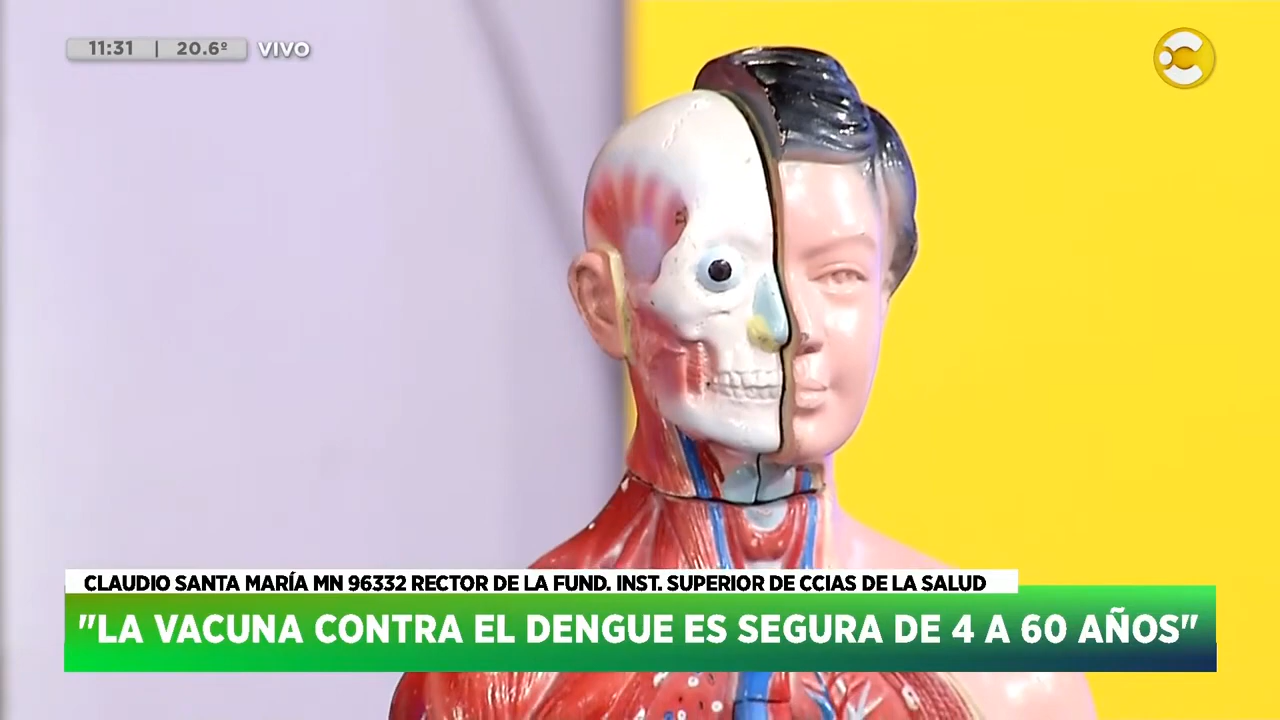 11:31 | 20.6º VIVO
CLAUDIO SANTA MARÍA MN 96332 RECTOR DE LA FUND. INST. SUPERIOR DE CCIAS DE LA SALUD
"LA VACUNA CONTRA EL DENGUE ES SEGURA DE 4 A 60 AÑOS"